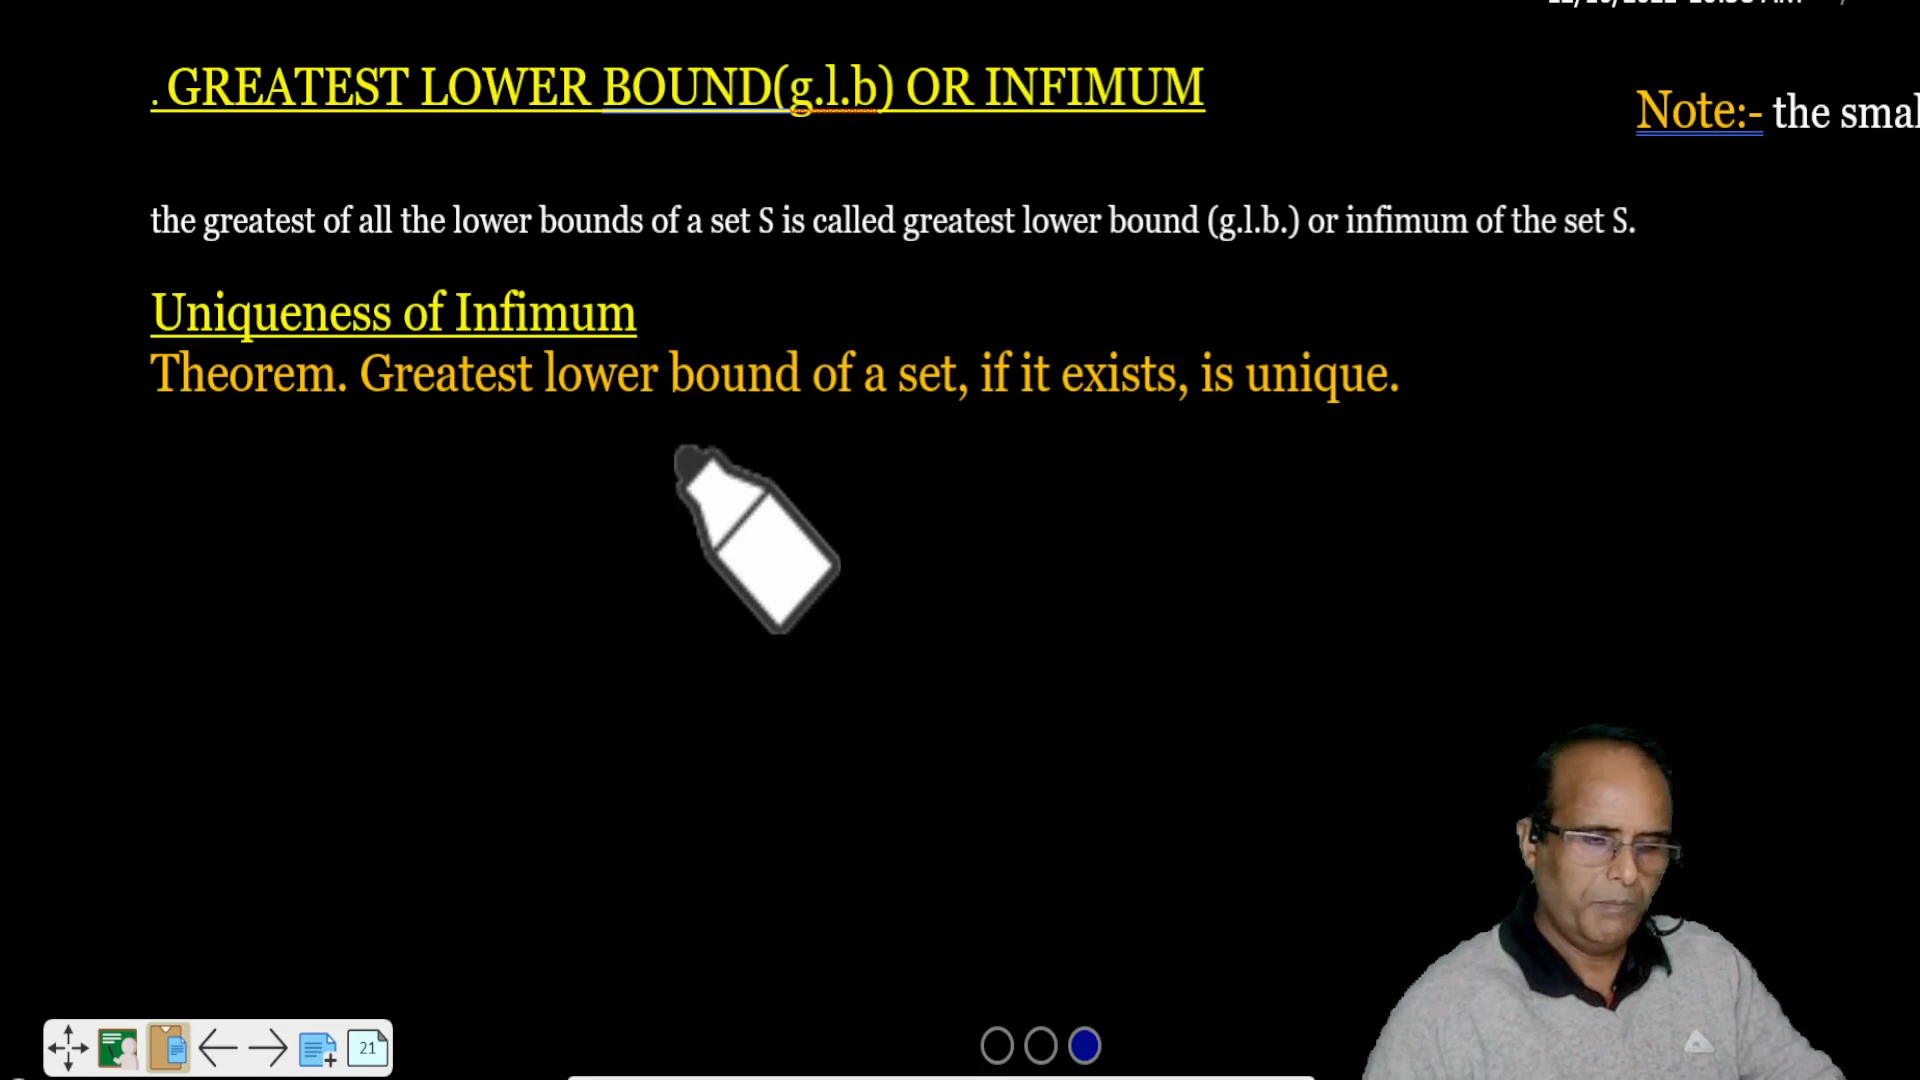 . GREATEST LOWER BOUND(g.l.b) OR INFIMUM
Note:- the
the greatest of all the lower bounds of a set S is called greatest lower bound (g.l.b.) or infimum of the set S.
Uniqueness of Infimum
Theorem. Greatest lower bound of a set, if it exists, is unique.
21